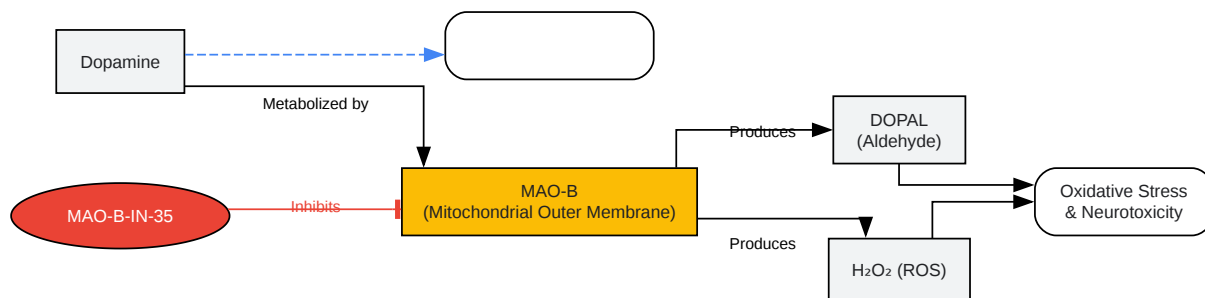 Dopamine
Metabolized by
MAO-B-IN-35
Inhibits
MAO-B
(Mitochondrial Outer Membrane)
Produces
Produces
DOPAL
(Aldehyde)
H₂O₂ (ROS)
Oxidative Stress
& Neurotoxicity